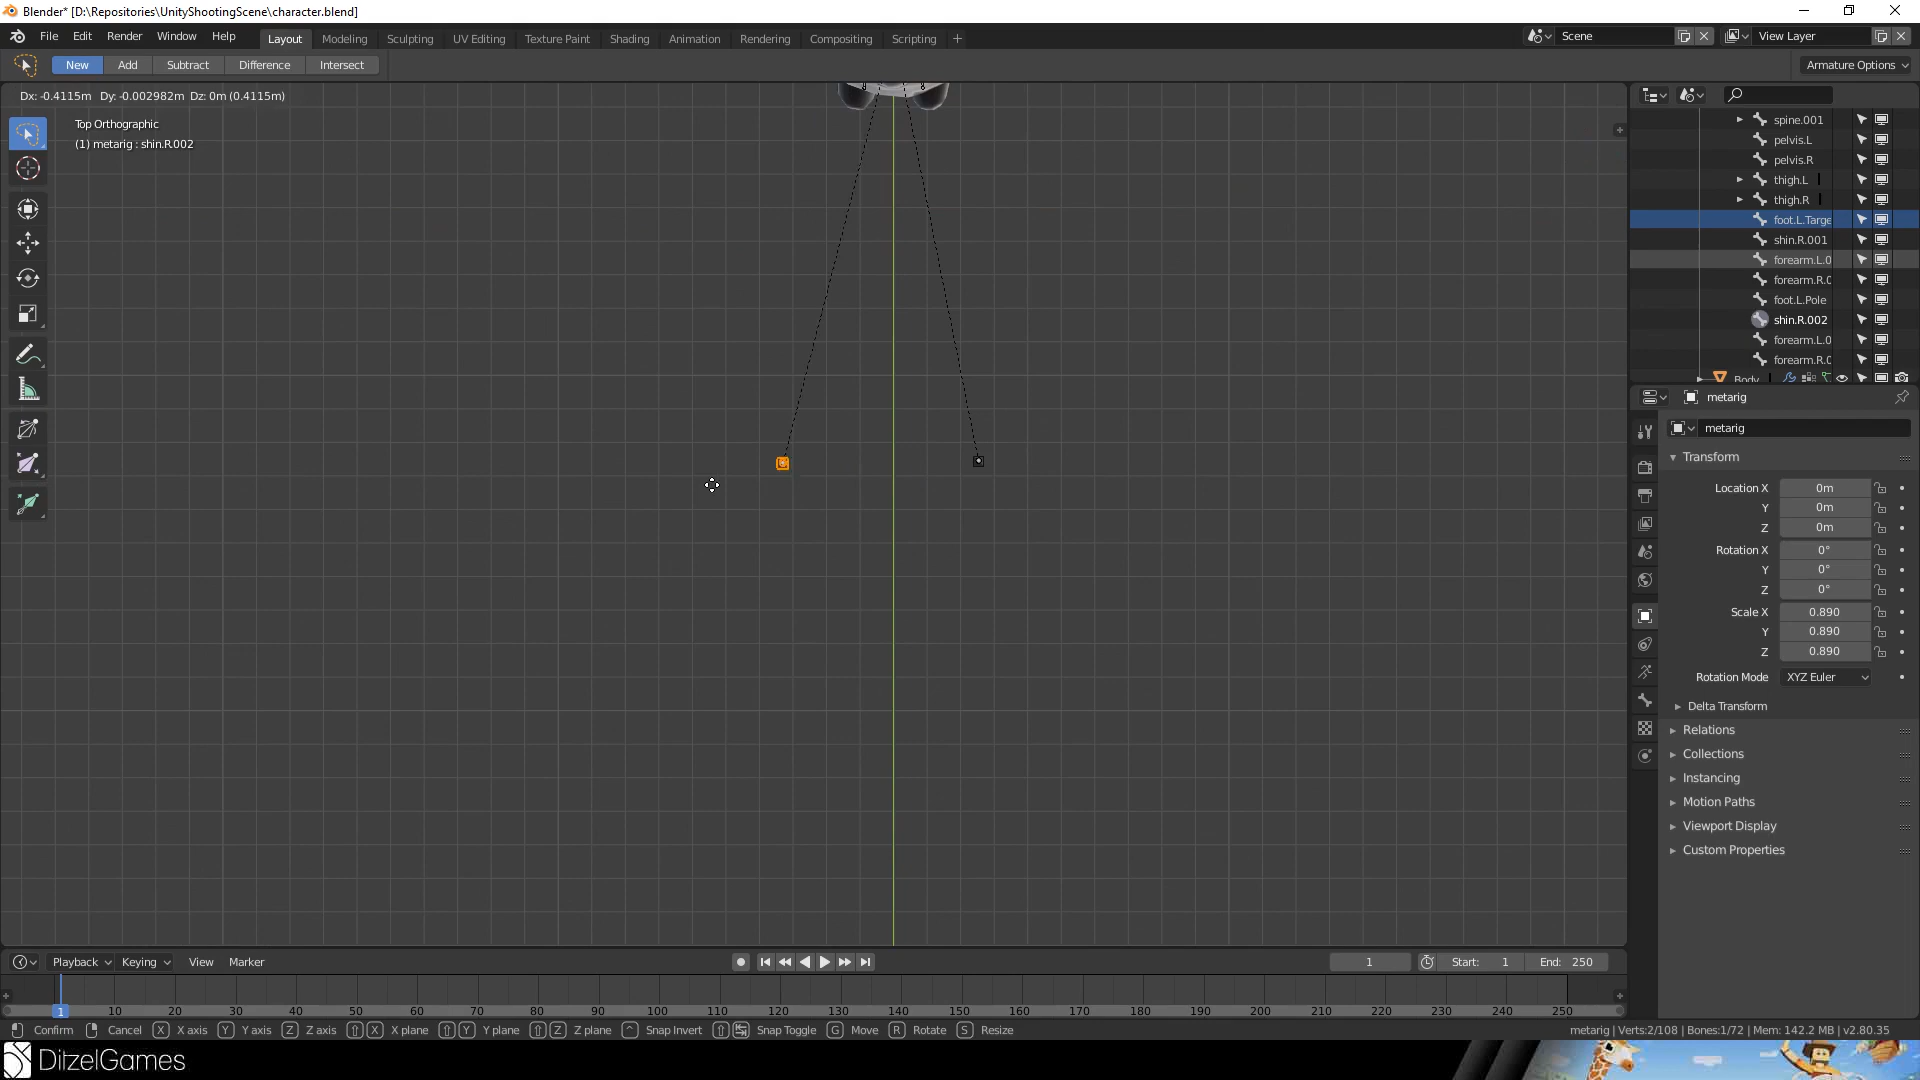 Blender* [D:\Repositories\UnityShootingScene\character.blend]
File Edit Render Window Help Layout Modeling Sculpting UV Editing Texture Paint Shading Animation Rendering Compositing Scripting + Scene View Layer
New Add Subtract Difference Intersect Armature Options
Dx: -0.4115m Dy: -0.002982m Dz: 0m (0.4115m)
Top Orthographic
(1) metarig : shin.R.002
spine.001
pelvis.L
pelvis.R
thigh.L
thigh.R
foot.L.Targe
shin.R.001
forearm.L.0
forearm.R.0
foot.L.Pole
shin.R.002
forearm.L.0
forearm.R.0
Body
metarig
metarig
Transform
Location X 0m
Y 0m
Z 0m
Rotation X 0°
Y 0°
Z 0°
Scale X 0.890
Y 0.890
Z 0.890
Rotation Mode XYZ Euler
Delta Transform
Relations
Collections
Instancing
Motion Paths
Viewport Display
Custom Properties
Playback Keying View Marker 1 Start: 1 End: 250
1 10 20 30 40 50 60 70 80 90 100 110 120 130 140 150 160 170 180 190 200 210 220 230 240 250
Confirm Cancel X X axis Y Y axis Z Z axis X X plane Y Y plane Z Z plane ^ Snap Invert Snap Toggle G Move R Rotate S Resize metarig | Verts:2/108 | Bones:1/72 | Mem: 142.2 MB | v2.80.35
DitzelGames